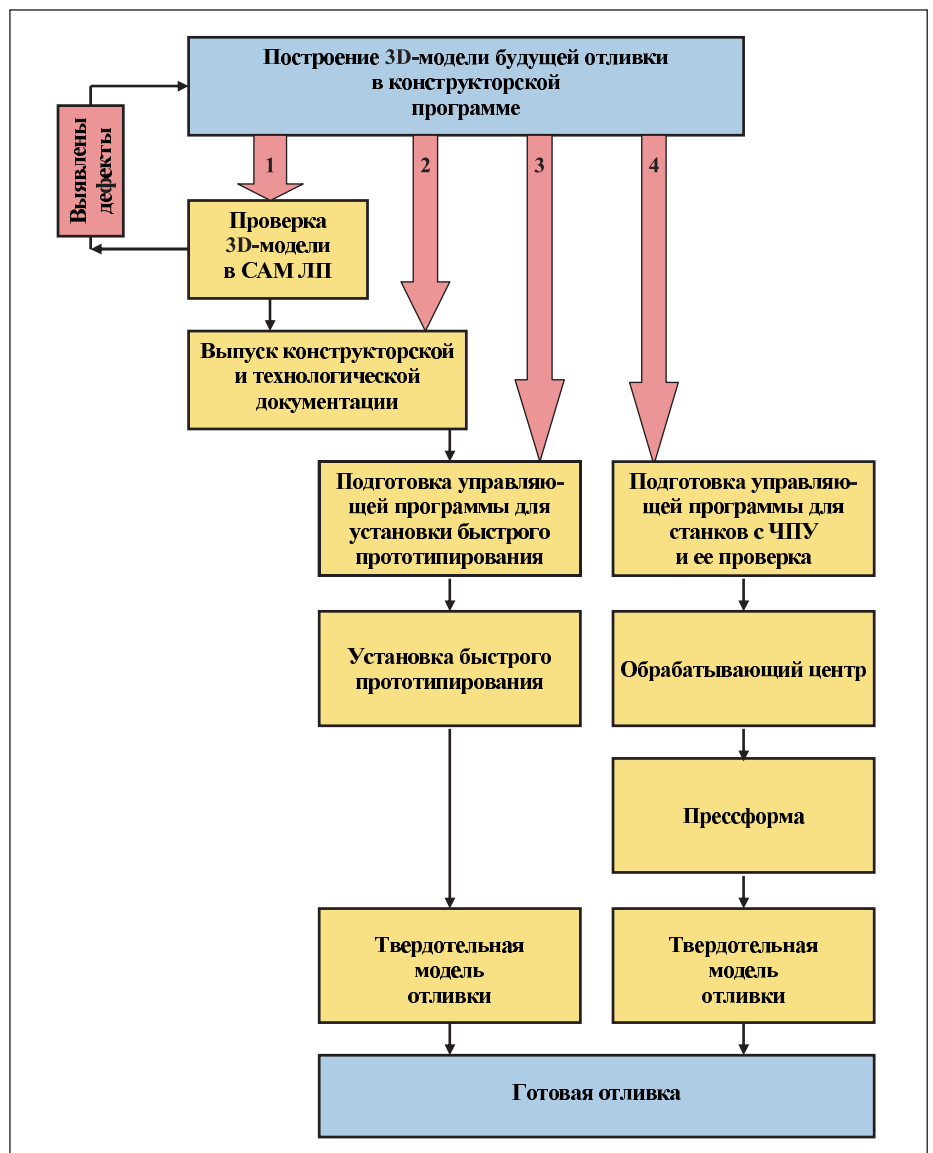 Построение 3D-модели будущей отливки
в конструкторской
программе
Выявлены
дефекты
1
2
3
4
Проверка
3D-модели
в САМ ЛП
Выпуск конструкторской
и технологической
документации
Подготовка управляю-
щей программы для
установки быстрого
прототипирования
Подготовка управляю-
щей программы для
станков с ЧПУ
и ее проверка
Установка быстрого
прототипирования
Обрабатывающий центр
Прессформа
Твердотельная
модель
отливки
Твердотельная
модель
отливки
Готовая отливка